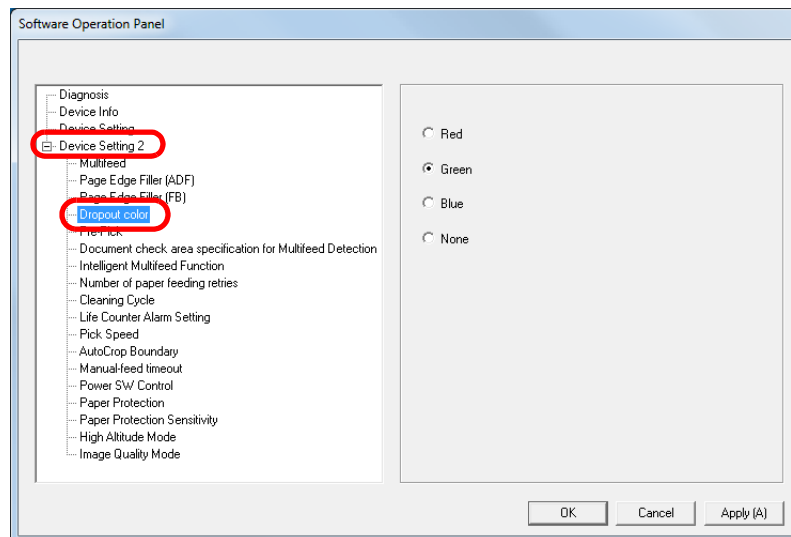 Software Operation Panel
Diagnosis
Device Info
Device Setting
Device Setting 2
Multifeed
Page Edge Filler (ADF)
Page Edge Filler (FB)
Dropout color
Pre-Pick
Document check area specification for Multifeed Detection
Intelligent Multifeed Function
Number of paper feeding retries
Cleaning Cycle
Life Counter Alarm Setting
Pick Speed
AutoCrop Boundary
Manual-feed timeout
Power SW Control
Paper Protection
Paper Protection Sensitivity
High Altitude Mode
Image Quality Mode
Red
Green
Blue
None
OK Cancel Apply (A)